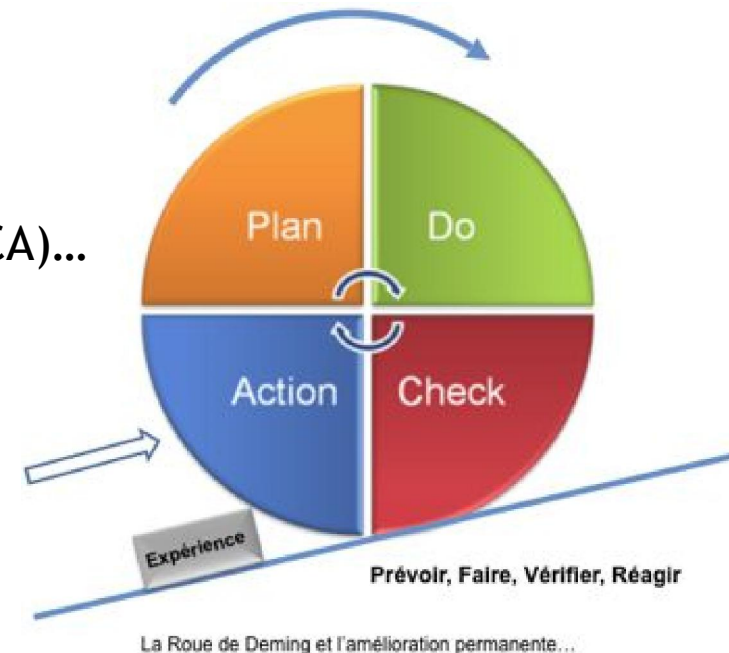 CA)...
Plan
Do
Action
Check
Expérience
Prévoir, Faire, Vérifier, Réagir
La Roue de Deming et l'amélioration permanente...